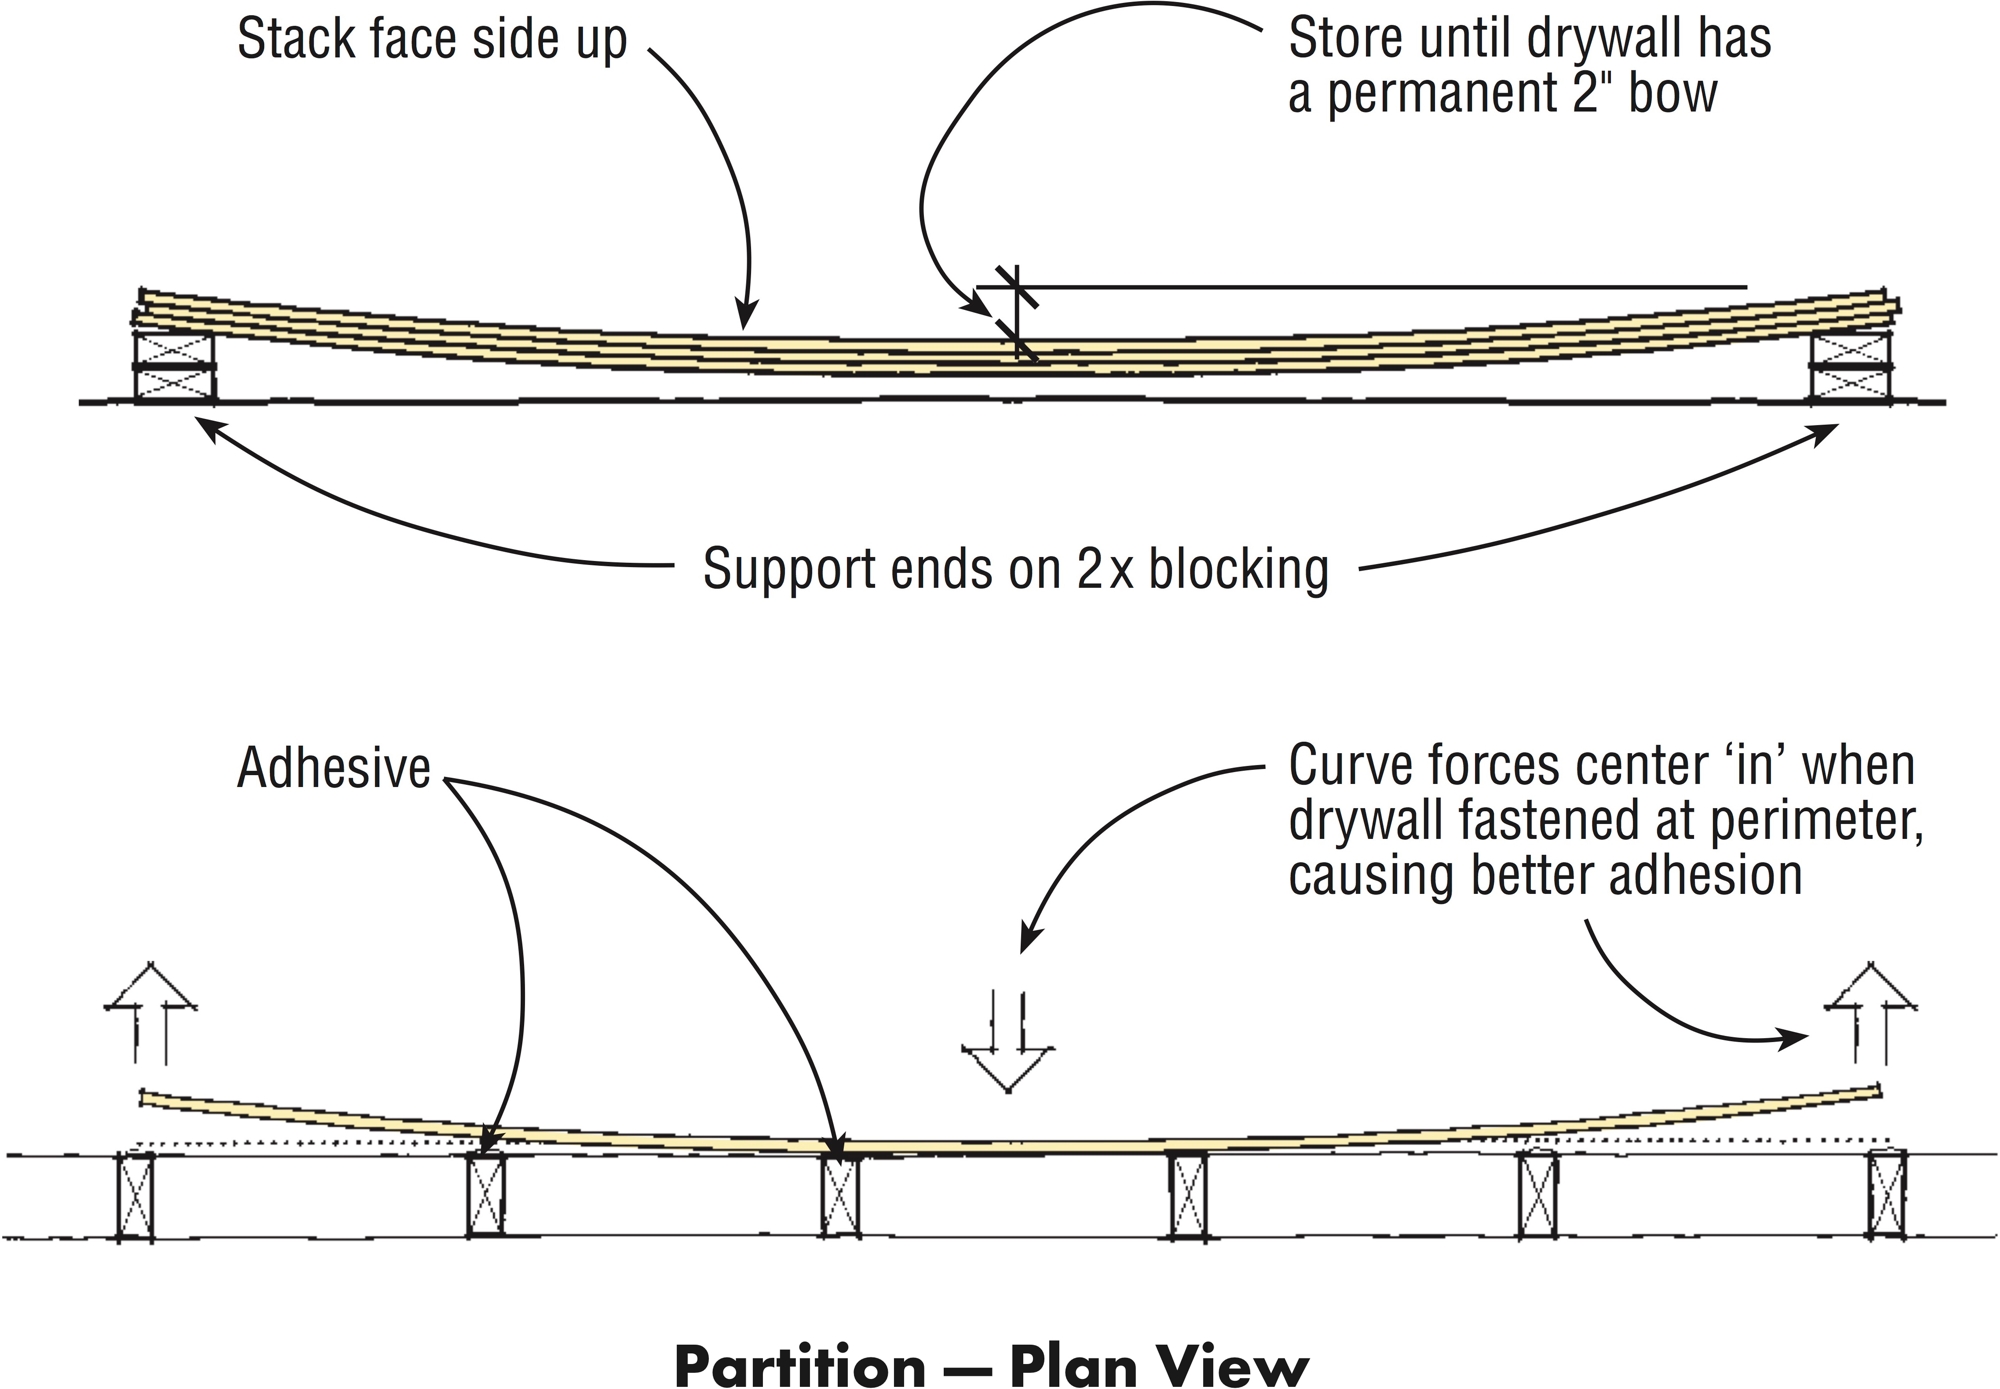 Stack face side up
Store until drywall has
a permanent 2" bow
Support ends on 2x blocking
Adhesive
Curve forces center ‘in’ when
drywall fastened at perimeter,
causing better adhesion
Partition — Plan View